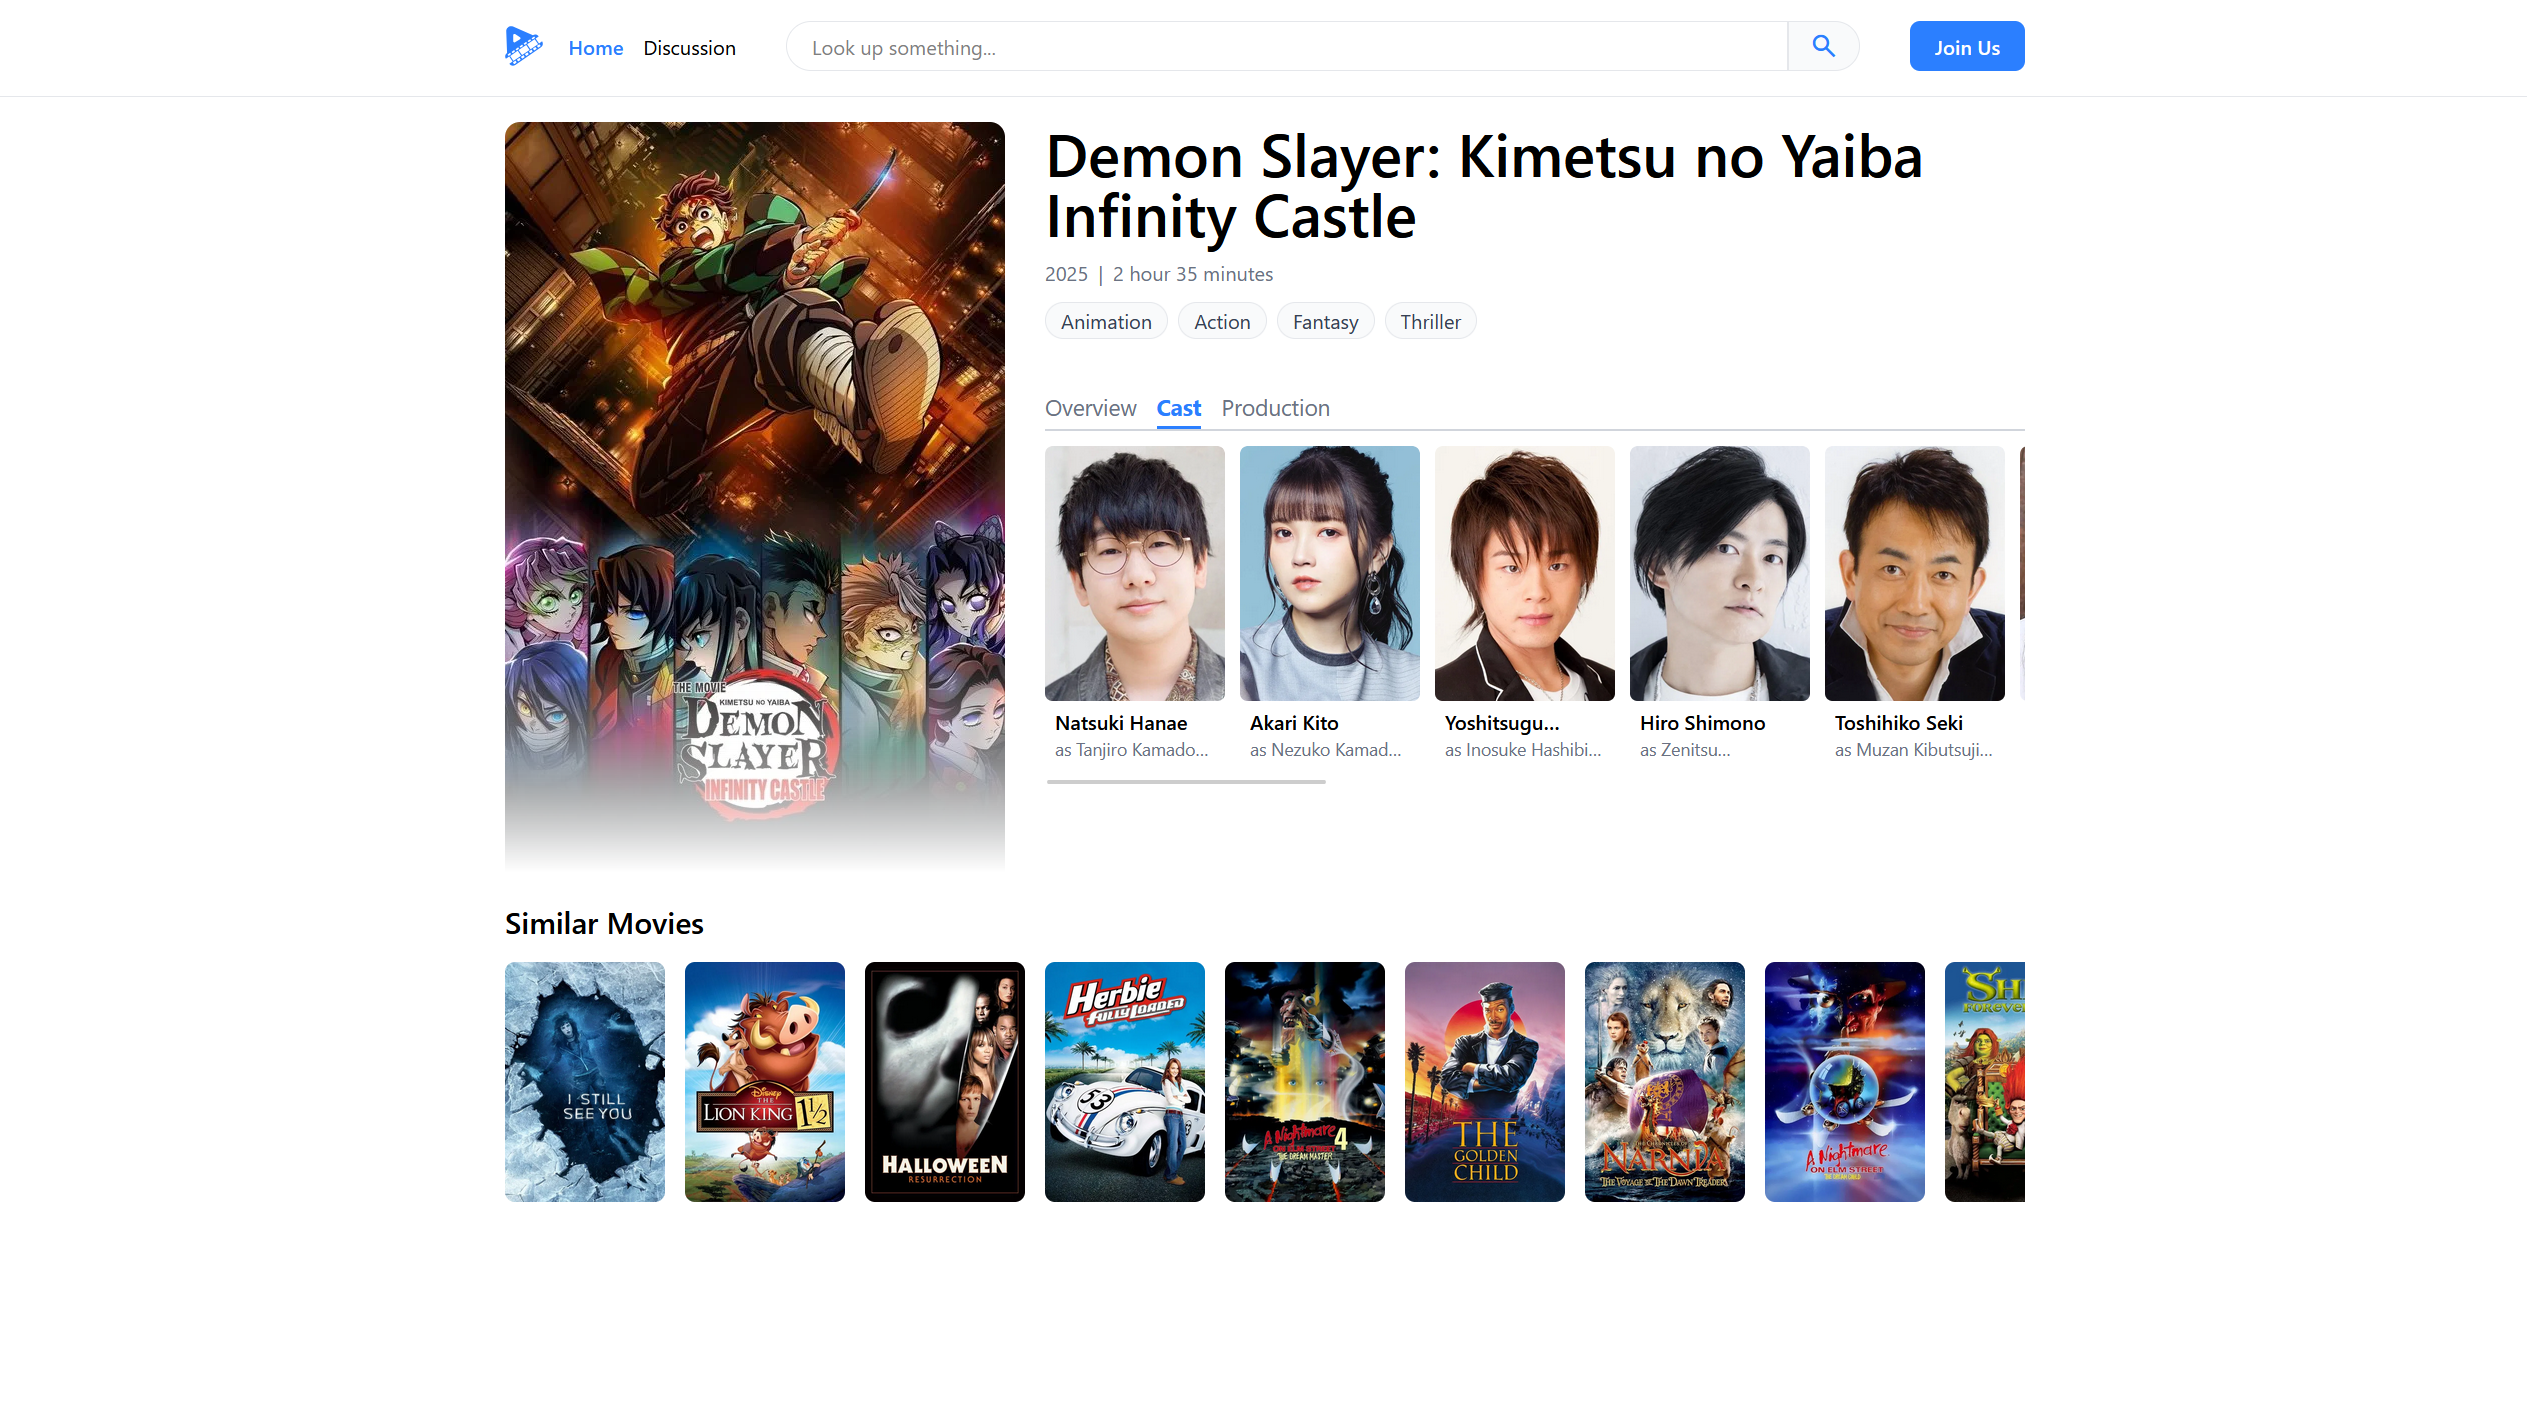 Home
Discussion
Look up something...
Join Us
Demon Slayer: Kimetsu no Yaiba
Infinity Castle
2025 | 2 hour 35 minutes
Animation
Action
Fantasy
Thriller
Overview
Cast
Production
THE MOVIE
KIMETSU NO YAIBA
DEMON
SLAYER
INFINITY CASTLE
Natsuki Hanae
as Tanjiro Kamado...
Akari Kito
as Nezuko Kamad...
Yoshitsugu...
as Inosuke Hashibi...
Hiro Shimono
as Zenitsu...
Toshihiko Seki
as Muzan Kibutsuji...
Similar Movies
I STILL
SEE YOU
Disney
THE
LION KING 1½
HALLOWEEN
RESURRECTION
Herbie
FULLY LOADED
53
A Nightmare 4
ON ELM STREET
THE DREAM MASTER
THE
GOLDEN
CHILD
THE CHRONICLES OF
NARNIA
THE VOYAGE OF THE DAWN TREADER
A Nightmare
ON ELM STREET
THE DREAM CHILD
SH
FOREVE